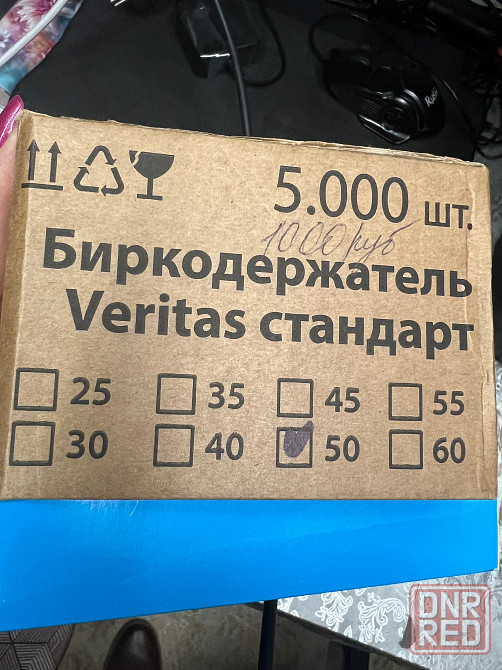 5.000 шт.
1000 руб
Биркодержатель
Veritas стандарт
25 35 45 55
30 40 50 60
DNR
RED